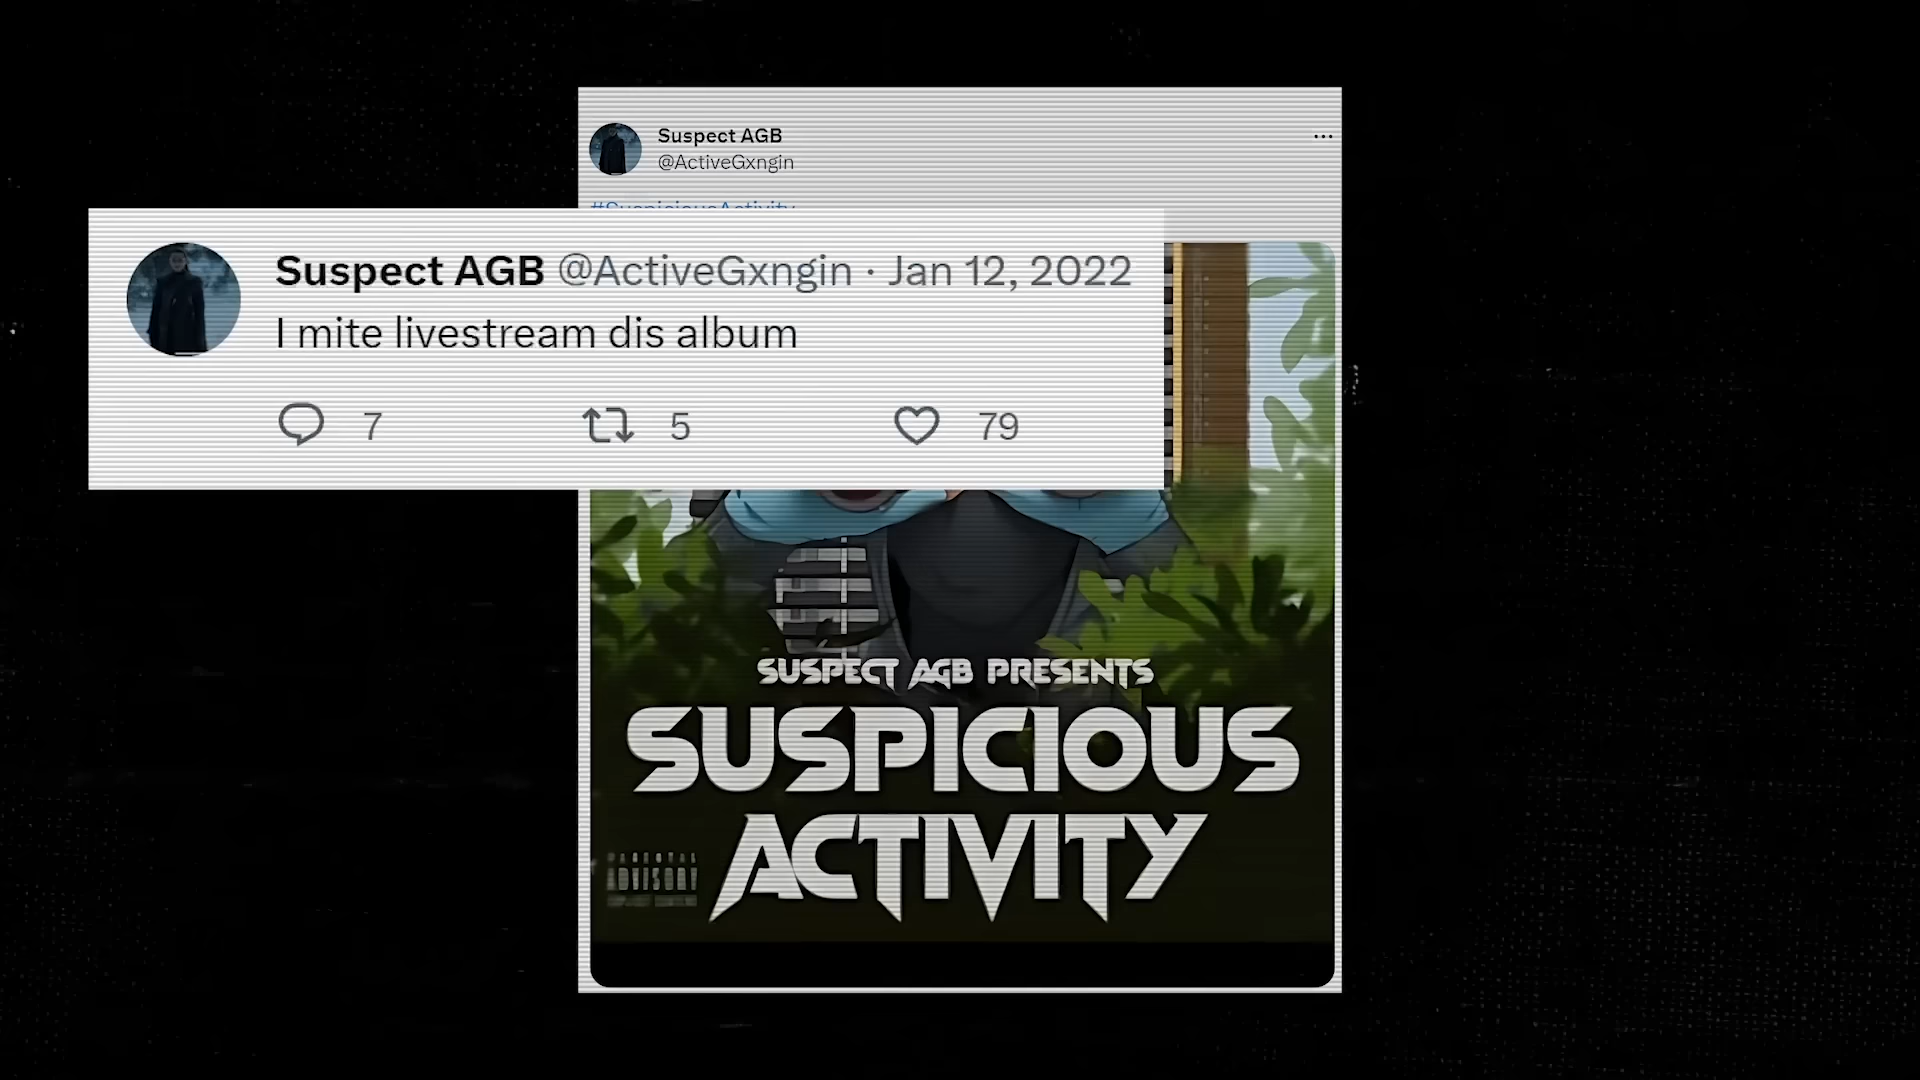 Suspect AGB
@ActiveGxngin
#SuspiciousActivity
Suspect AGB @ActiveGxngin · Jan 12, 2022
I mite livestream dis album
7 5 79
SUSPECT AGB PRESENTS
SUSPICIOUS
ACTIVITY
ADVISORY